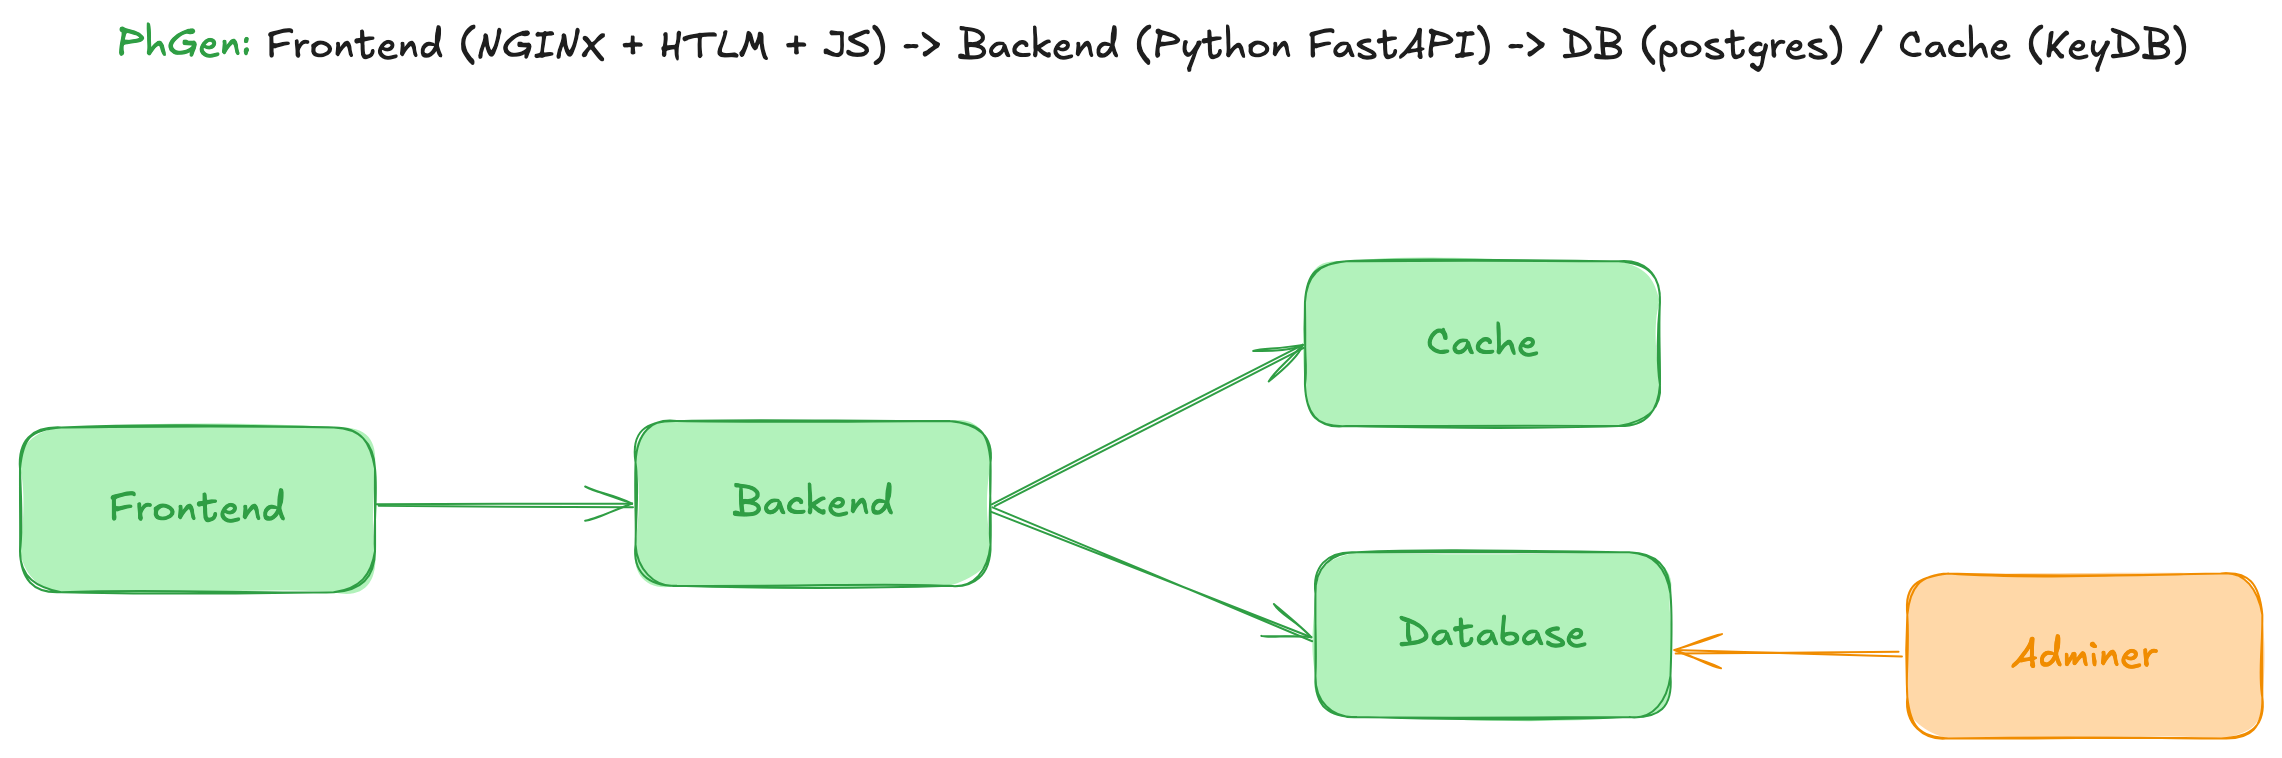 PhGen: Frontend (NGINX + HTLM + JS) -> Backend (Python FastAPI) -> DB (postgres) / Cache (KeyDB)
Cache
Frontend
Backend
Database
Adminer